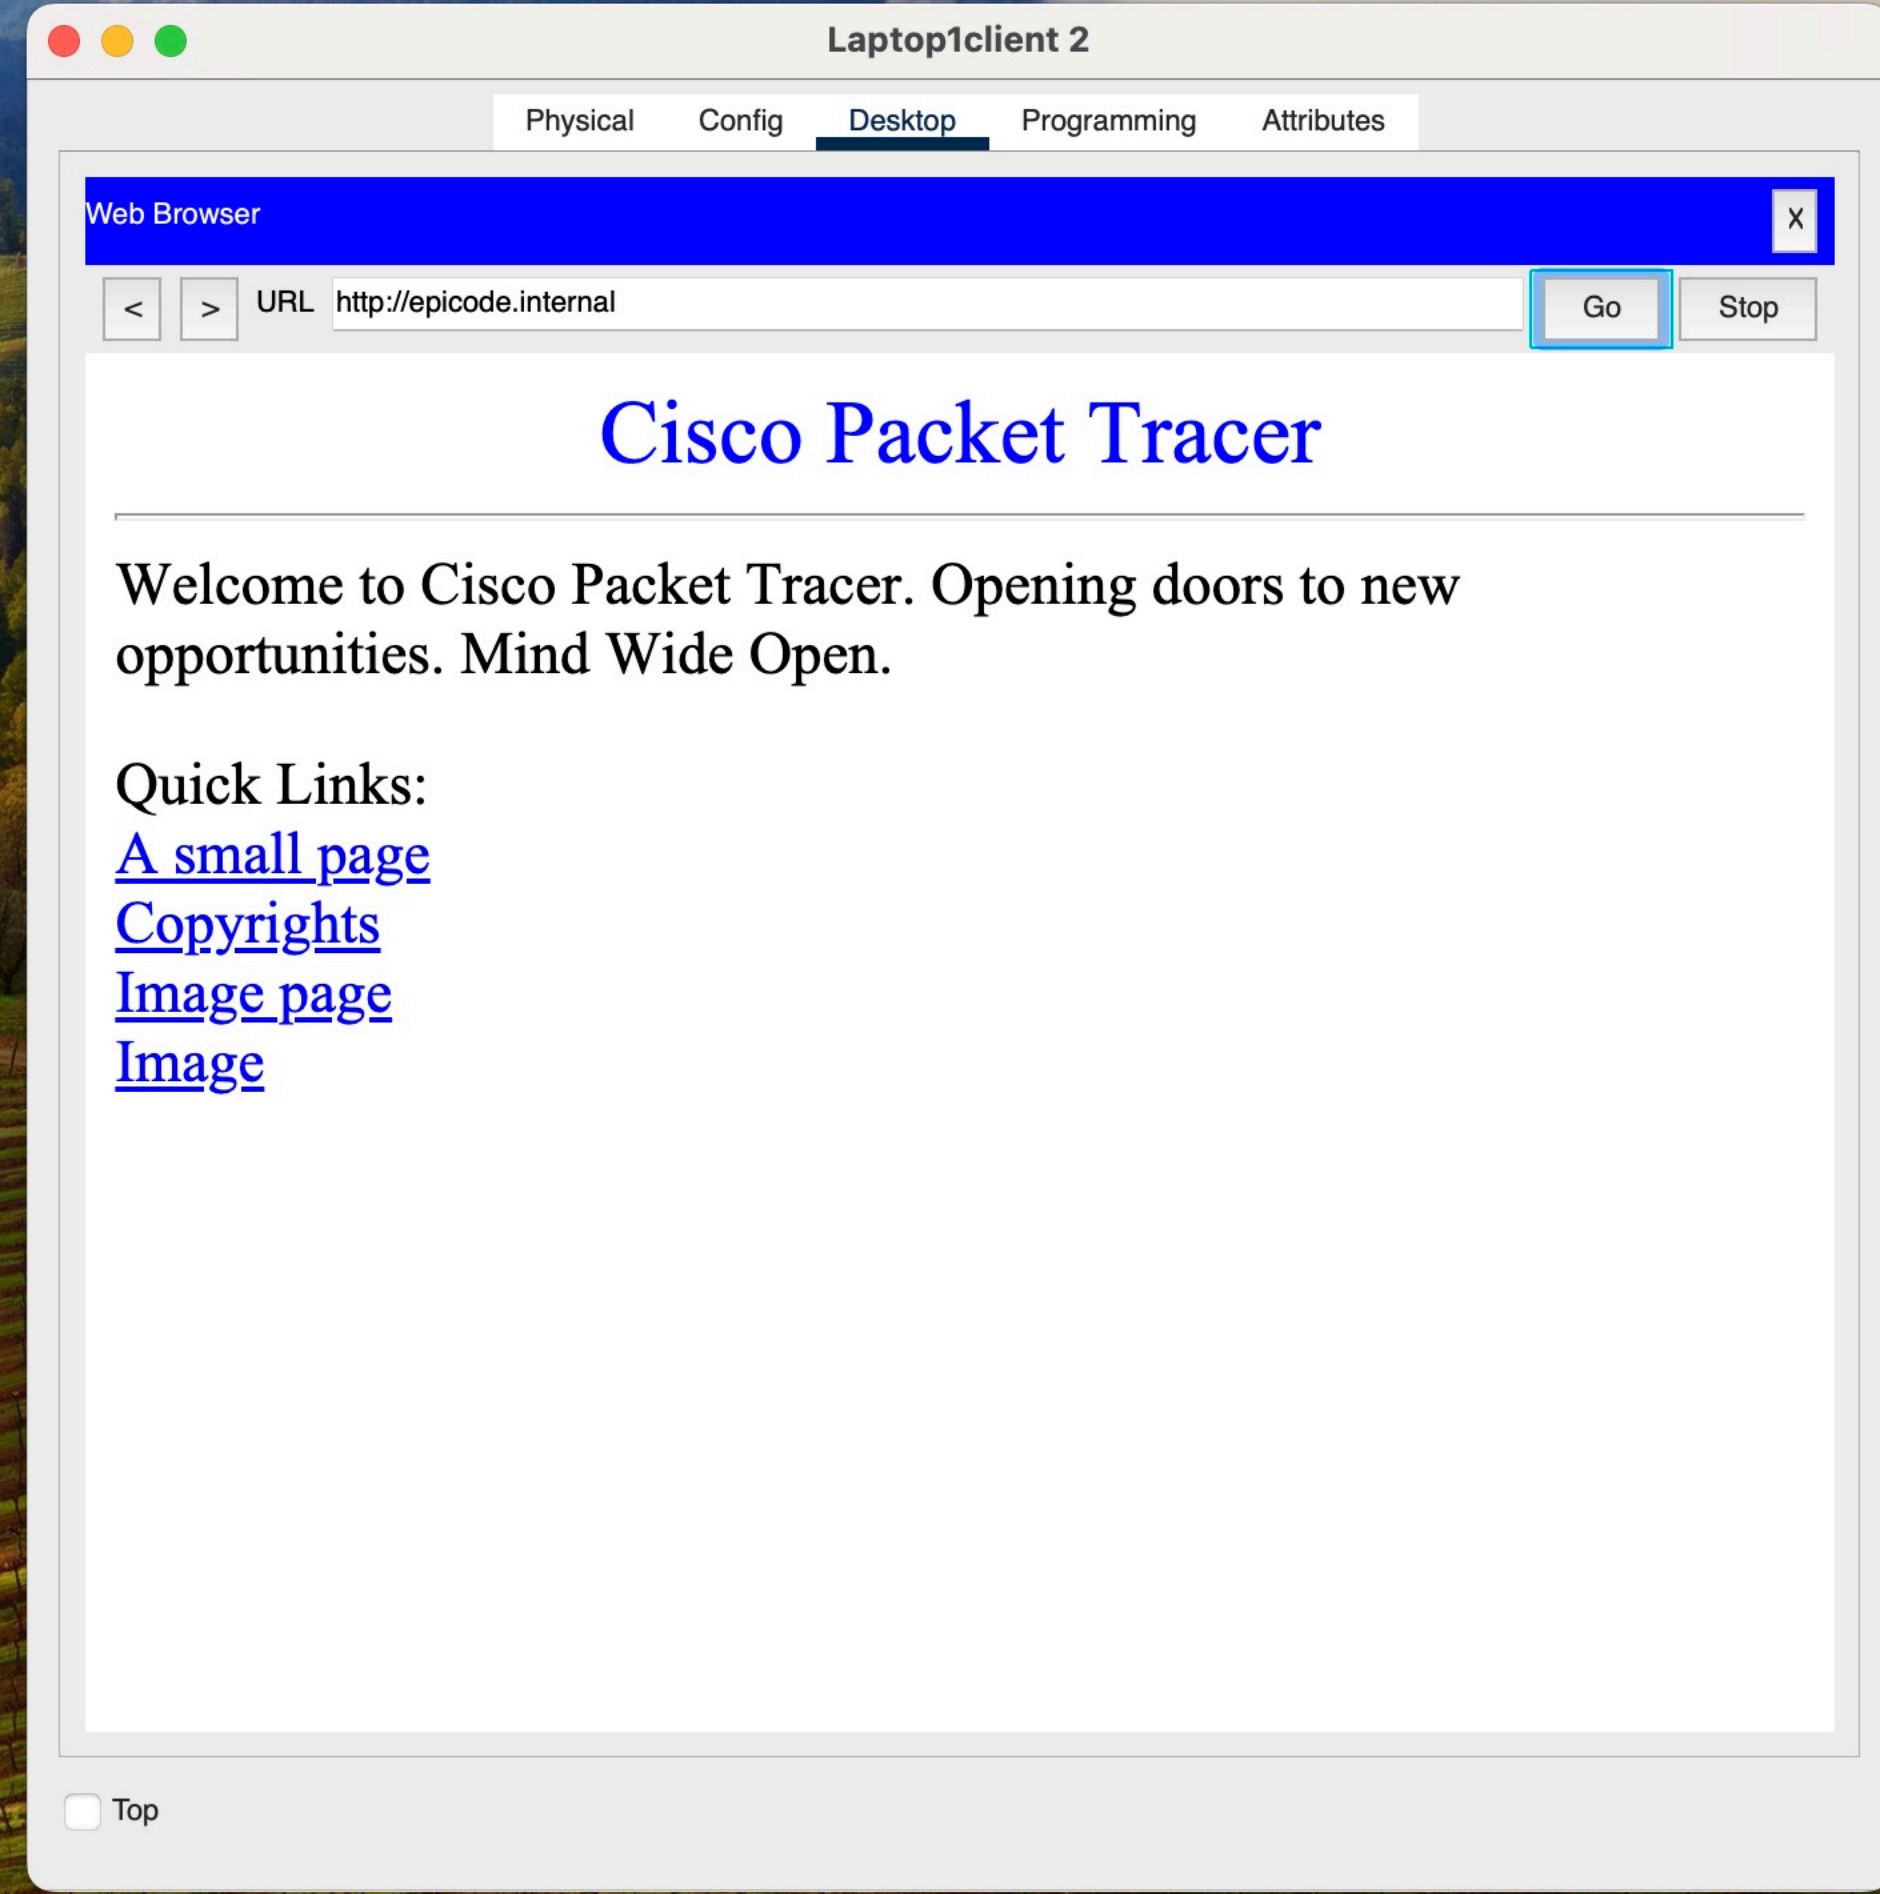 Laptop1client 2
Physical Config Desktop Programming Attributes
Web Browser
X
< > URL http://epicode.internal Go Stop
Cisco Packet Tracer
Welcome to Cisco Packet Tracer. Opening doors to new
opportunities. Mind Wide Open.
Quick Links:
A small page
Copyrights
Image page
Image
Top